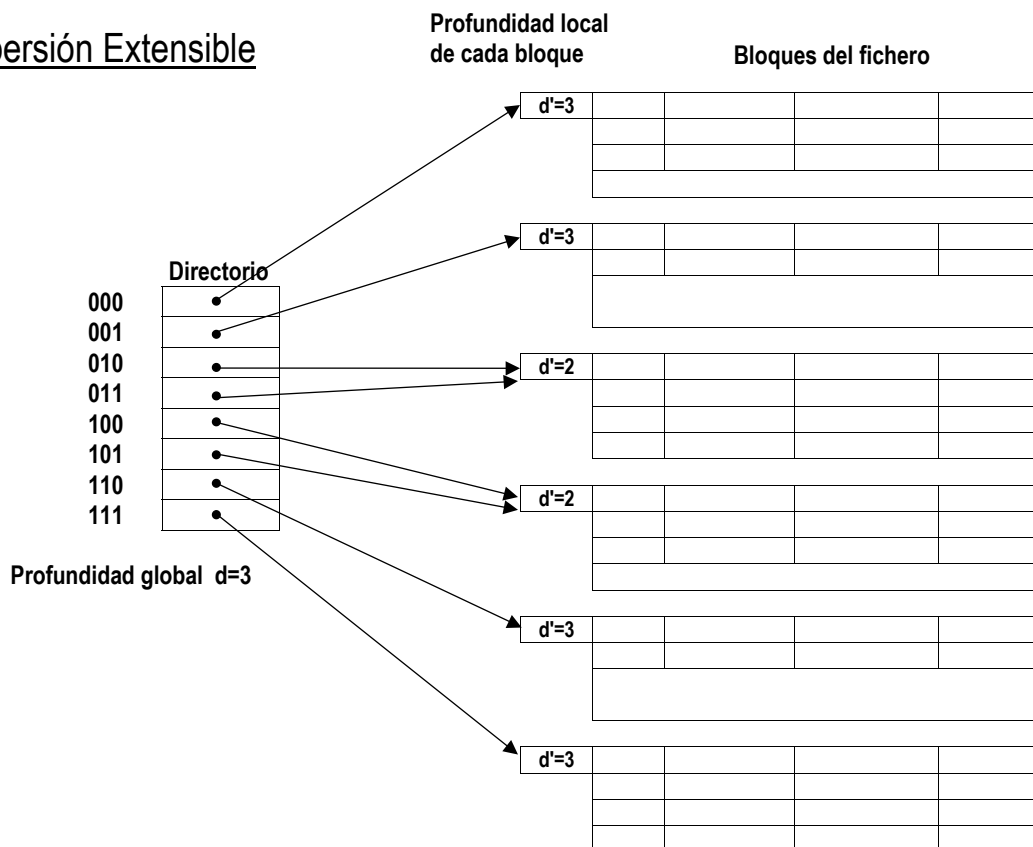 persión Extensible
Profundidad local
de cada bloque
Bloques del fichero
d'=3
d'=3
Directorio
000
001
010
011
100
101
110
111
d'=2
d'=2
Profundidad global d=3
d'=3
d'=3